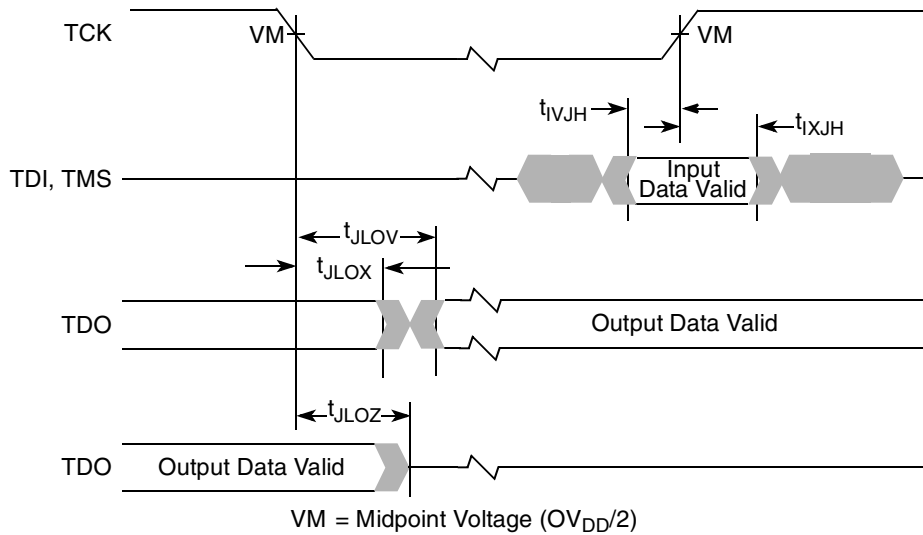 TCK
VM
VM
tIVJH
tIXJH
TDI, TMS
Input
Data Valid
tJLOV
tJLOX
TDO
Output Data Valid
tJLOZ
TDO
Output Data Valid
VM = Midpoint Voltage (OVDD/2)